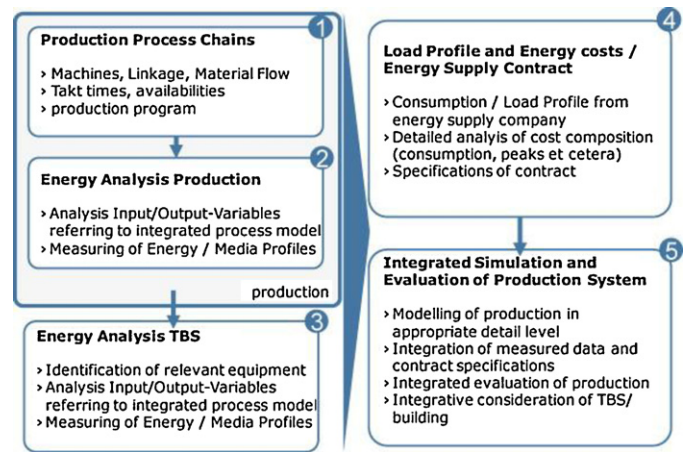 1
Production Process Chains
› Machines, Linkage, Material Flow
› Takt times, availabilities
› production program
2
Energy Analysis Production
› Analysis Input/Output-Variables
referring to integrated process model
› Measuring of Energy / Media Profiles
production
3
Energy Analysis TBS
› Identification of relevant equipment
› Analysis Input/Output-Variables
referring to integrated process model
› Measuring of Energy / Media Profiles
4
Load Profile and Energy costs /
Energy Supply Contract
› Consumption / Load Profile from
energy supply company
› Detailed analyis of cost composition
(consumption, peaks et cetera)
› Specifications of contract
5
Integrated Simulation and
Evaluation of Production System
› Modelling of production in
appropriate detail level
› Integration of measured data and
contract specifications
› Integrated evaluation of production
› Integrative consideration of TBS/
building